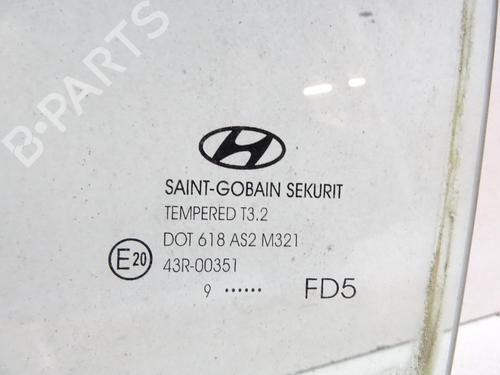 B-PARTS
SAINT-GOBAIN SEKURIT
TEMPERED T3.2
DOT 618 AS2 M321
E20 43R-00351
9 ...... FD5